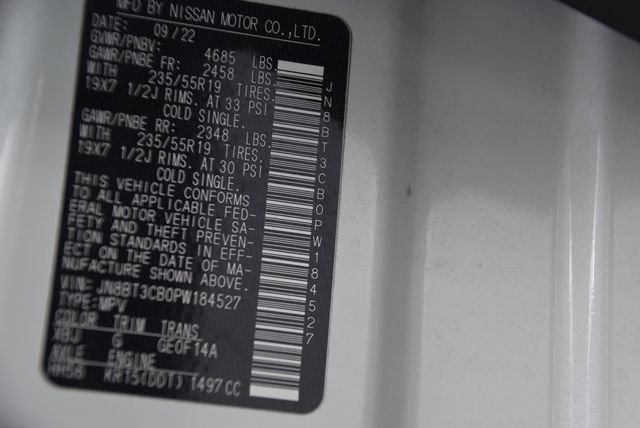 MFD BY NISSAN MOTOR CO.,LTD.
DATE: 09/22
GVWR/PNBV: 4685 LBS.
GAWR/PNBE FR: 2458 LBS.
WITH 235/55R19 TIRES.
19X7 1/2J RIMS. AT 33 PSI
COLD SINGLE.
GAWR/PNBE RR: 2348 LBS.
WITH 235/55R19 TIRES.
19X7 1/2J RIMS. AT 30 PSI
COLD SINGLE.
THIS VEHICLE CONFORMS
TO ALL APPLICABLE FED-
ERAL MOTOR VEHICLE SA-
FETY AND THEFT PREVEN-
TION STANDARDS IN EFF-
ECT ON THE DATE OF MA-
NUFACTURE SHOWN ABOVE.
VIN: JN8BT3CB0PW184527
TYPE: MPV
COLOR TRIM TRANS
XBJ G GE0F14A
AXLE ENGINE
HH58 KR15(DDT) 1497CC
JN8BT3CB0PW184527